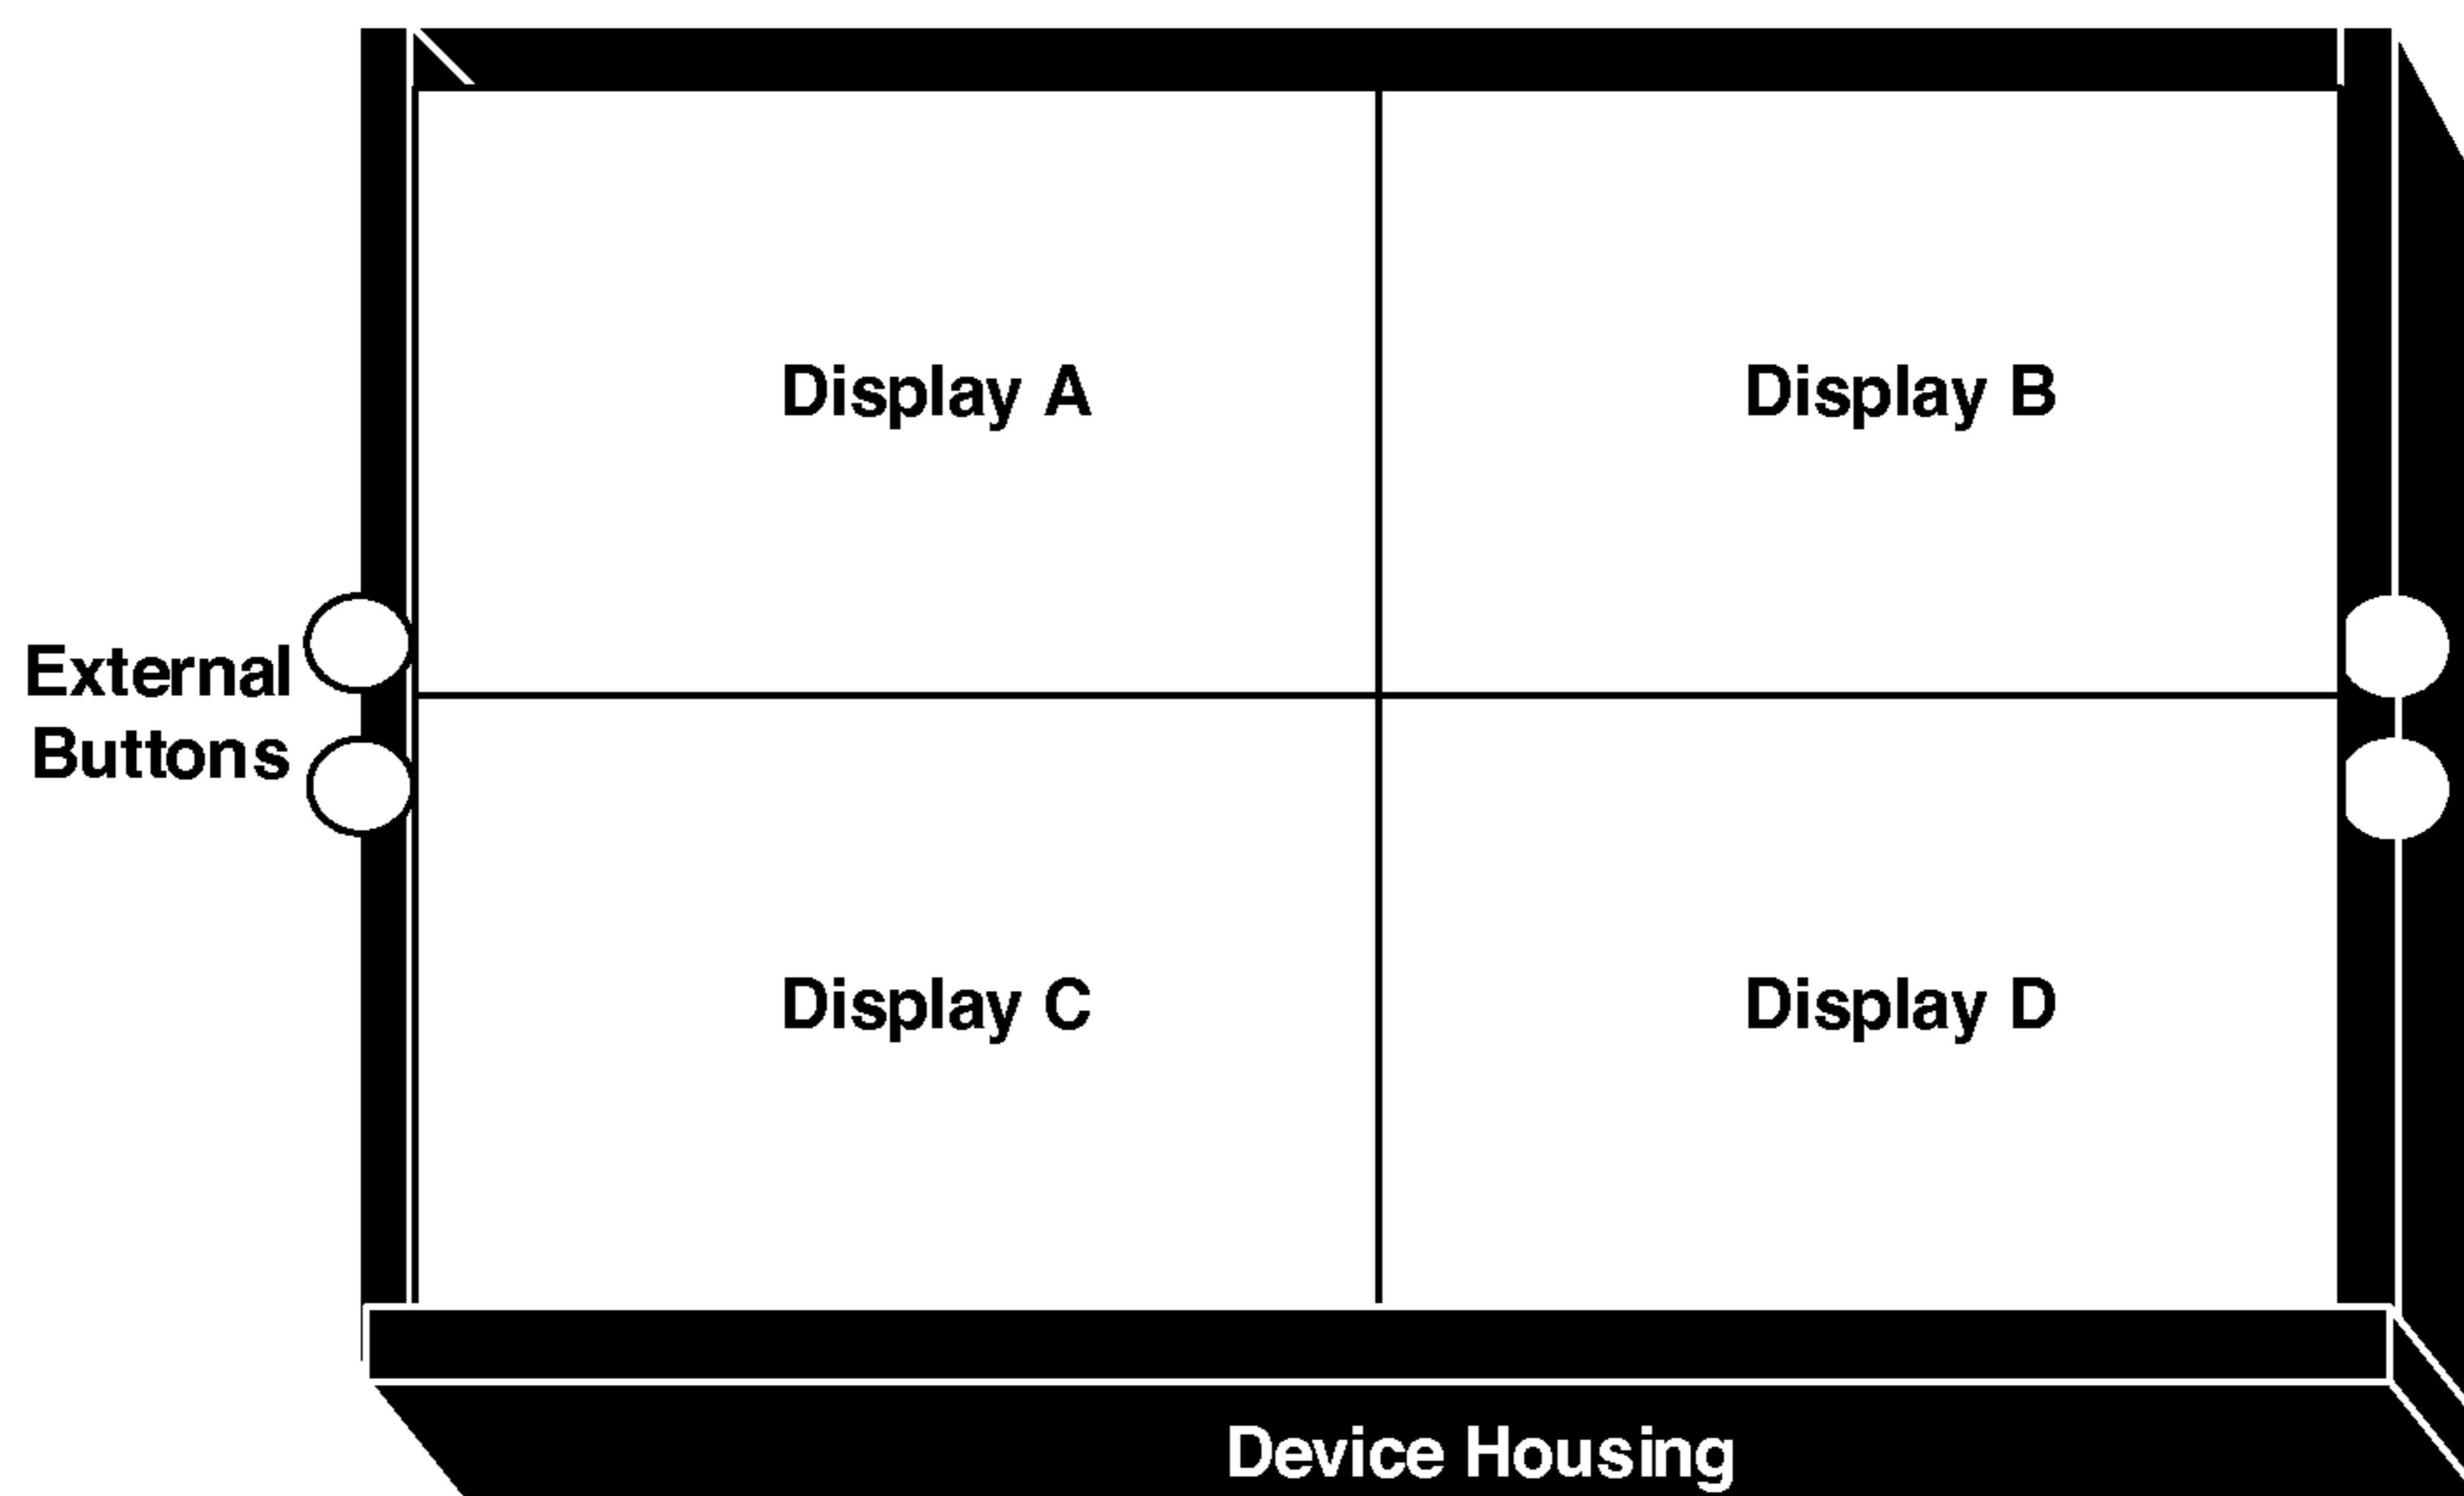 Display A
Display B
External
Buttons
Display C
Display D
Device Housing